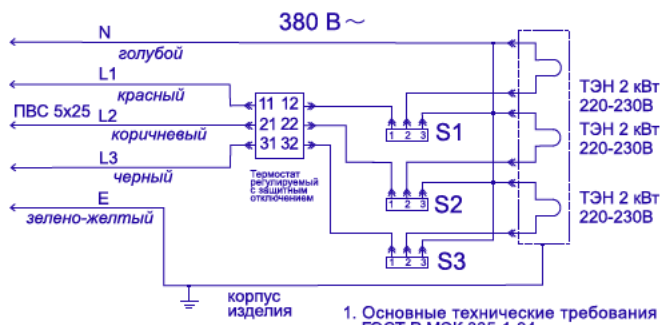 380 В~
N
голубой
L1
красный
ПВС 5х25
L2
коричневый
L3
черный
E
зелено-желтый
11 12
21 22
31 32
Термостат
регулируемый
с защитным
отключением
1 2 3
S1
1 2 3
S2
1 2 3
S3
ТЭН 2 кВт
220-230В
ТЭН 2 кВт
220-230В
ТЭН 2 кВт
220-230В
корпус
изделия
1. Основные технические требования